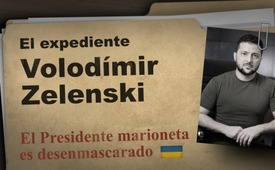 El expediente
Volodímir
Zelenski
El Presidente marioneta
es desenmascarado